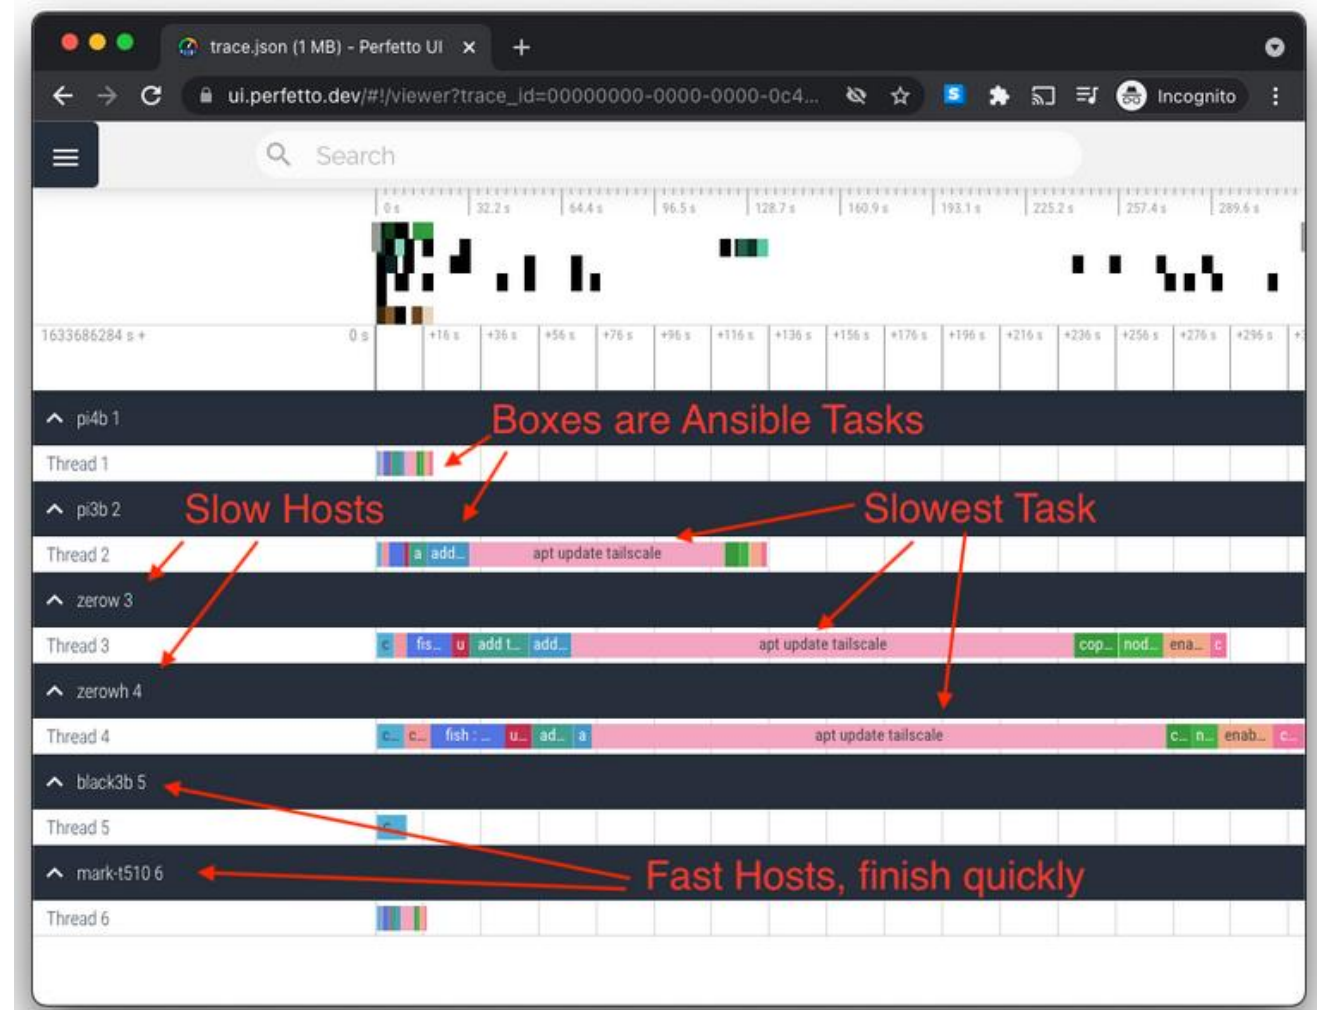 trace.json (1 MB) - Perfetto UI
ui.perfetto.dev/#!/viewer?trace_id=00000000-0000-0000-0c4...
S
Incognito
Search
0 s 32.2 s 64.4 s 96.5 s 128.7 s 160.9 s 193.1 s 225.2 s 257.4 s 289.6 s
1633686284 s + 0 s +16 s +36 s +56 s +76 s +96 s +116 s +136 s +156 s +176 s +196 s +216 s +236 s +256 s +276 s +296 s
pi4b 1
Boxes are Ansible Tasks
Thread 1
pi3b 2
Slow Hosts
Slowest Task
Thread 2 a add... apt update tailscale
zerow 3
Thread 3 c fis... u add t... add... apt update tailscale cop... nod... ena... c
zerowh 4
Thread 4 c... c... fish : ... u... ad... a apt update tailscale c... n... enab... c...
black3b 5
Thread 5 c
mark-t510 6
Fast Hosts, finish quickly
Thread 6